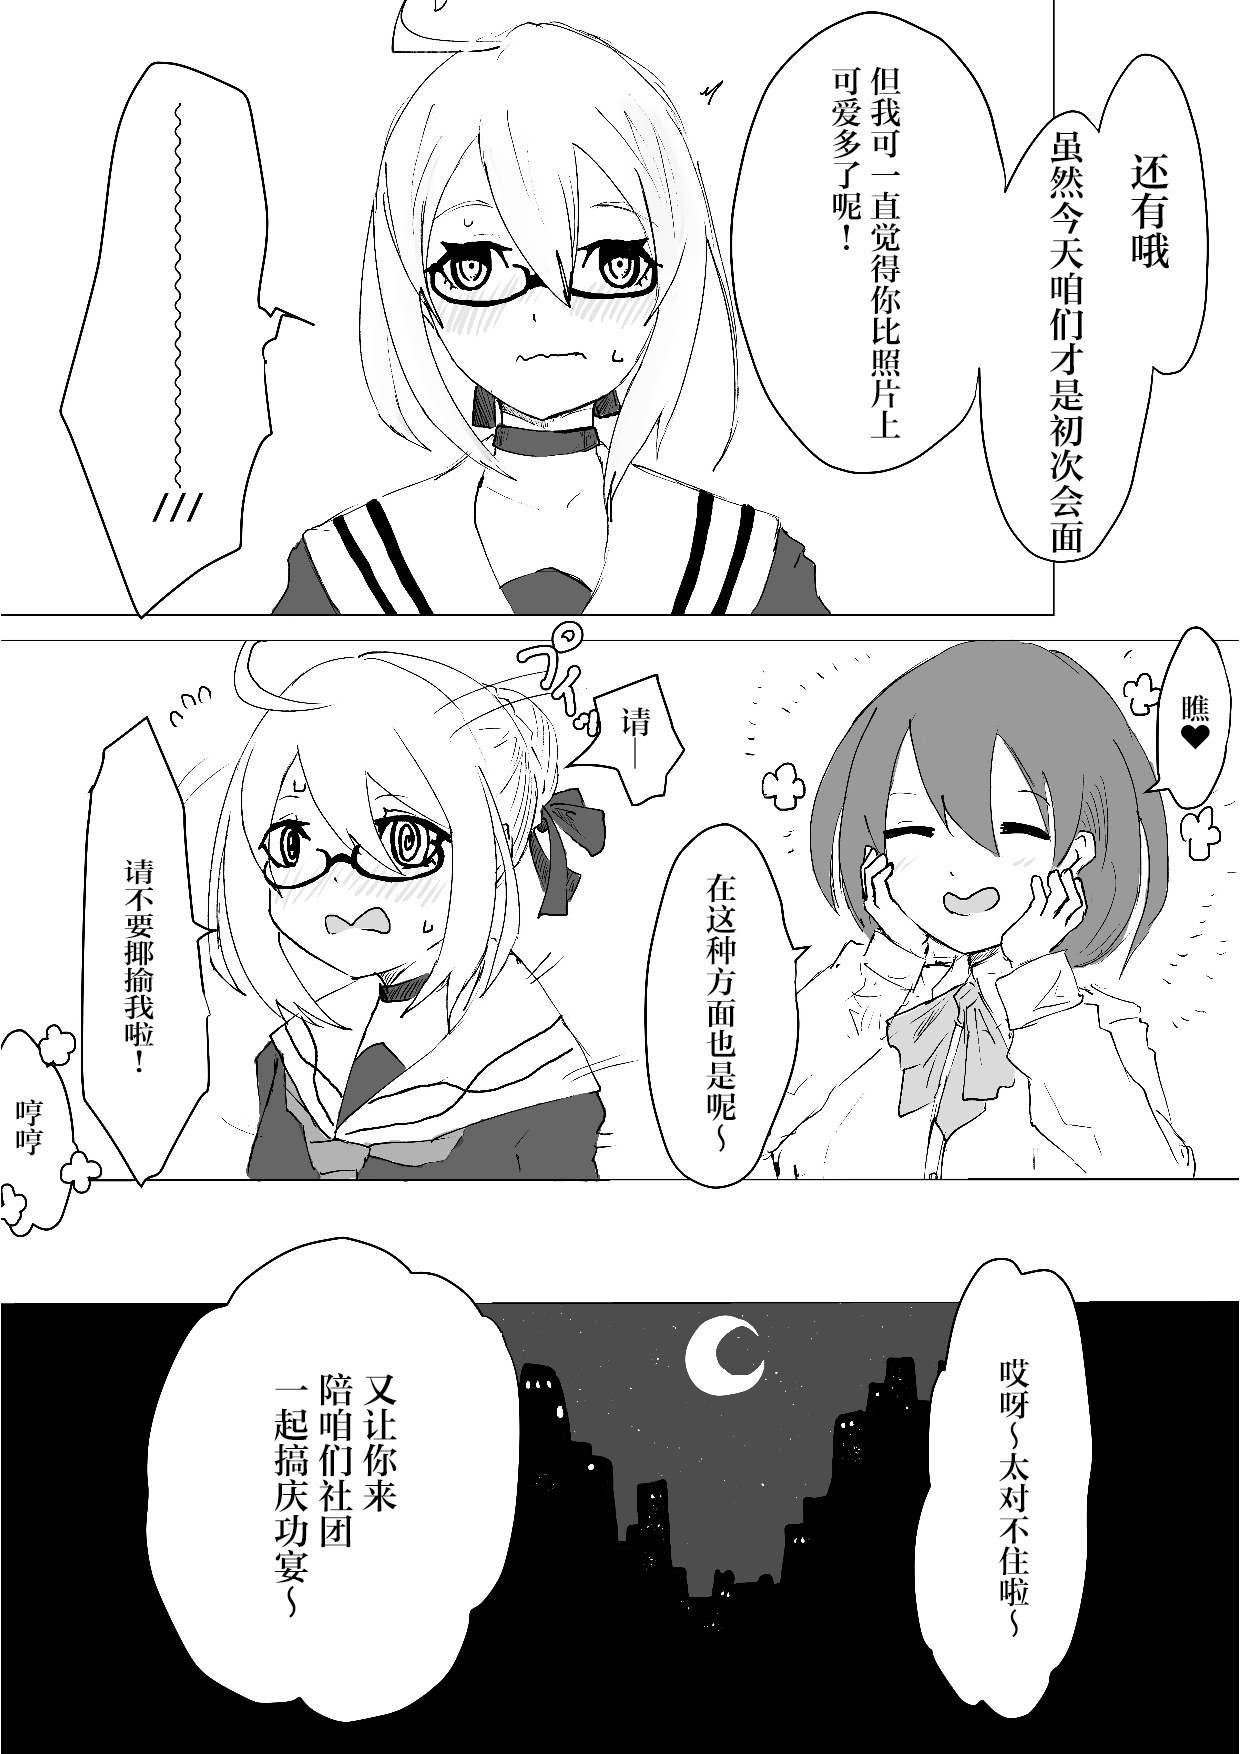 还有哦
虽然今天咱们才是初次会面
但我可一直觉得你比照片上
可爱多了呢！
///
瞧♥
在这种方面也是呢～
プイッ
请—
请不要揶揄我啦！
哼哼
哎呀～太对不住啦～
又让你来
陪咱们社团
一起搞庆功宴～